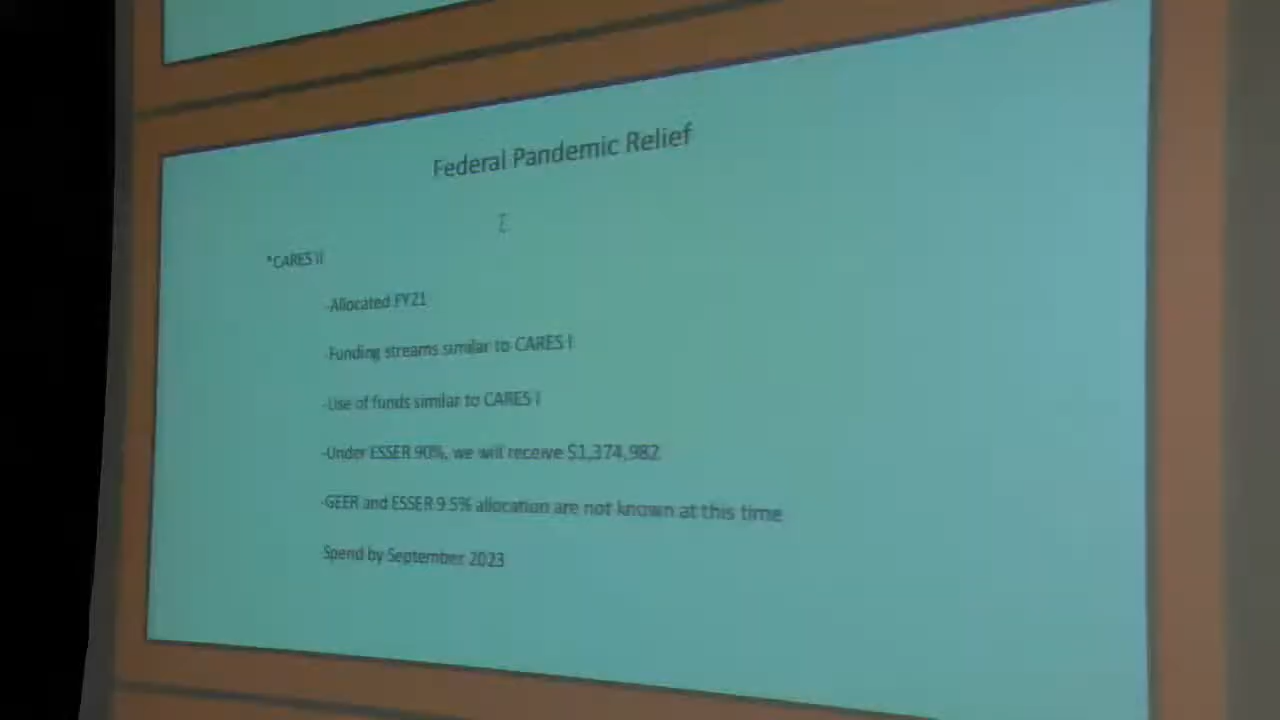 Federal Pandemic Relief
*CARES II
-Allocated FY21
-Funding streams similar to CARES I
-Use of funds similar to CARES I
-Under ESSER 90%, we will receive $1,374,982
-GEER and ESSER 9.5% allocation are not known at this time
Spend by September 2023